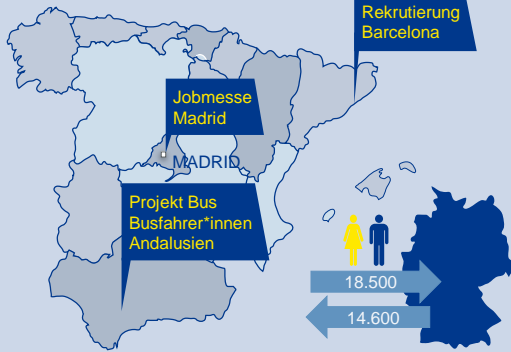 Rekrutierung
Barcelona
Jobmesse
Madrid
MADRID
Projekt Bus
Busfahrer*innen
Andalusien
18.500
14.600